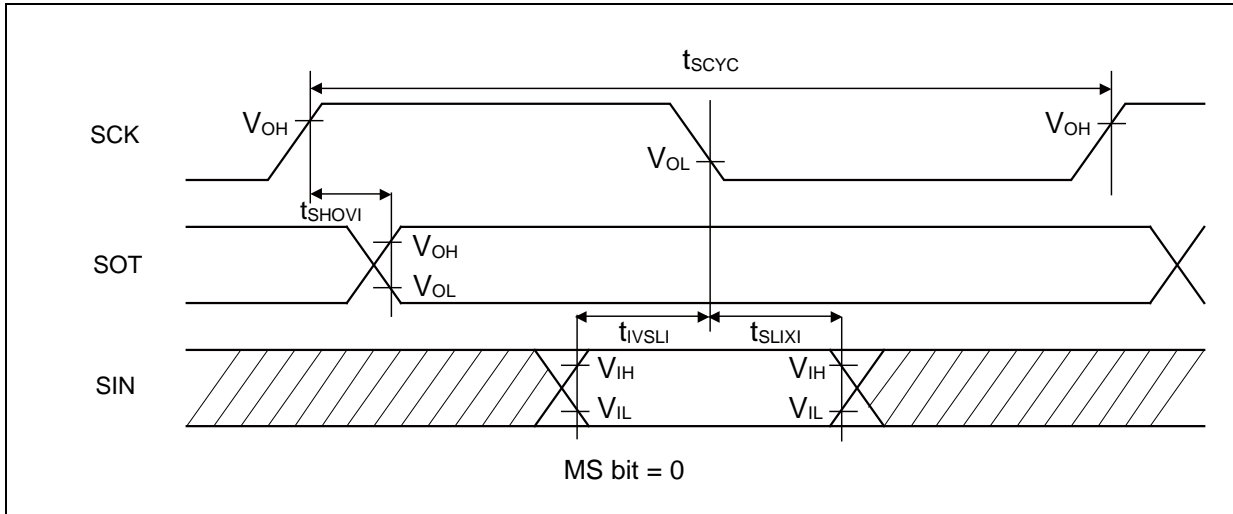 tSCYC
SCK
VOH
VOL
VOH
tSHOVI
SOT
VOH
VOL
tIVSLI
tSLIXI
SIN
VIH
VIL
VIH
VIL
MS bit = 0